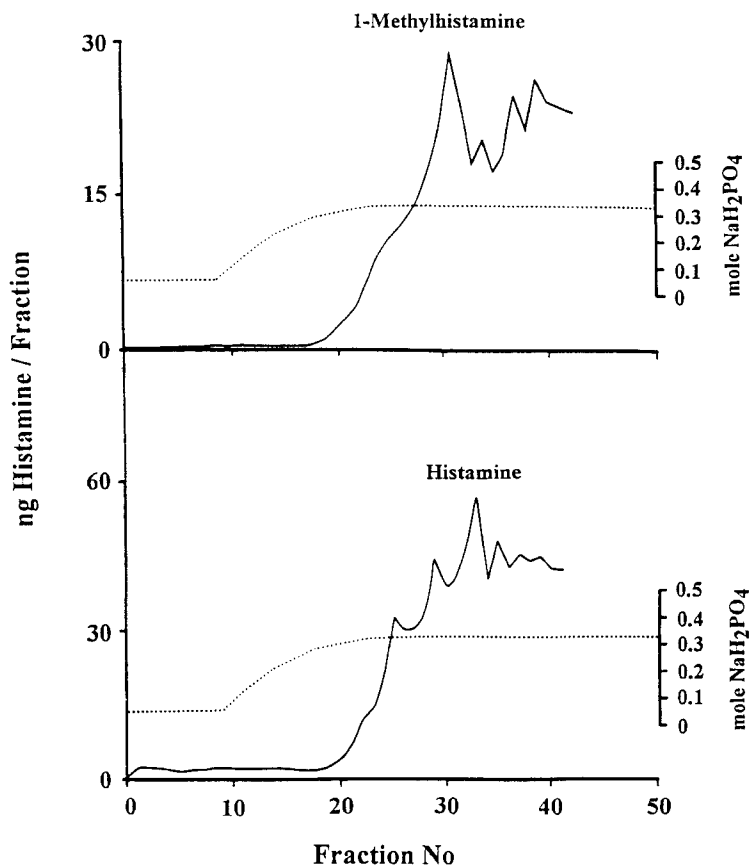 1-Methylhistamine
30
15
0
0.5
0.4
0.3
0.2
0.1
0
mole NaH₂PO₄
ng Histamine / Fraction
Histamine
60
30
0
0.5
0.4
0.3
0.2
0.1
0
mole NaH₂PO₄
0 10 20 30 40 50
Fraction No